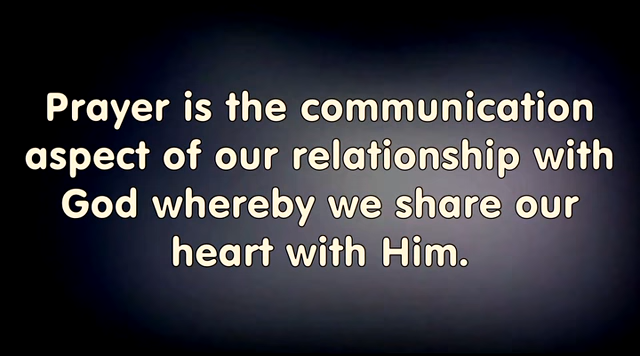 Prayer is the communication
aspect of our relationship with
God whereby we share our
heart with Him.